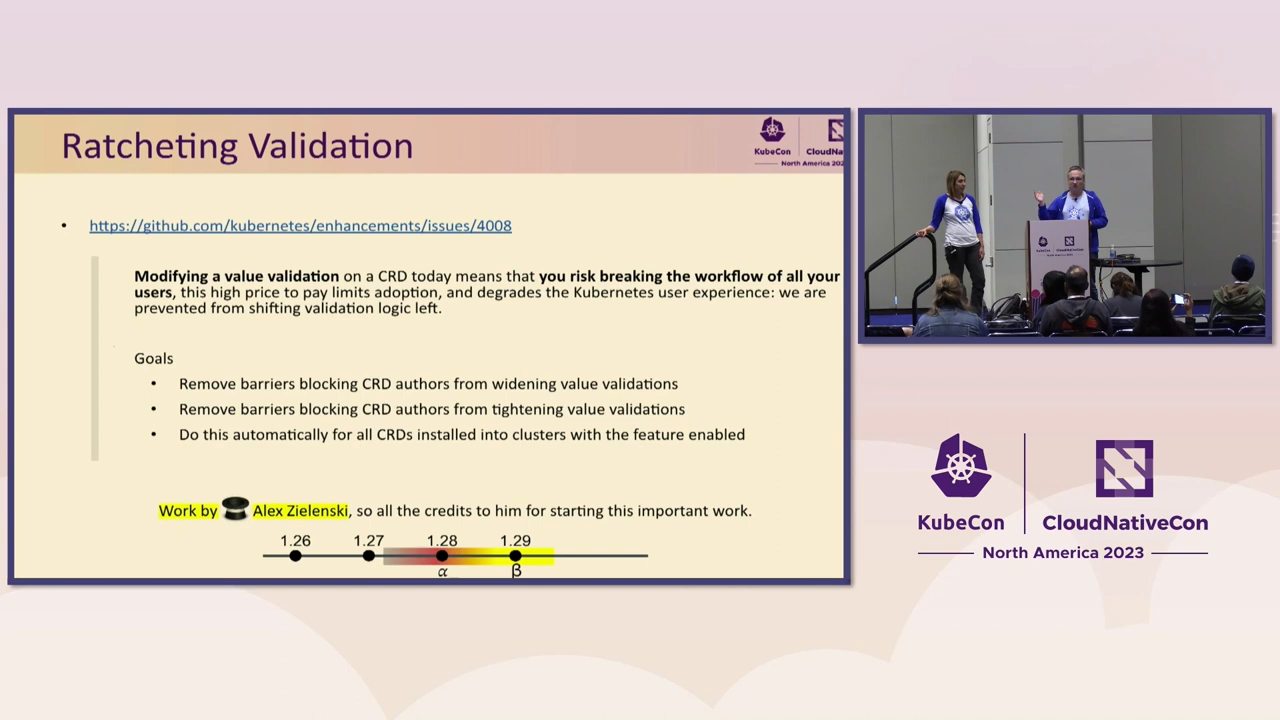 Ratcheting Validation
KubeCon
CloudNa
North America 202
• https://github.com/kubernetes/enhancements/issues/4008
Modifying a value validation on a CRD today means that you risk breaking the workflow of all your
users, this high price to pay limits adoption, and degrades the Kubernetes user experience: we are
prevented from shifting validation logic left.
Goals
• Remove barriers blocking CRD authors from widening value validations
• Remove barriers blocking CRD authors from tightening value validations
• Do this automatically for all CRDs installed into clusters with the feature enabled
Work by Alex Zielenski, so all the credits to him for starting this important work.
1.26 1.27 1.28 1.29
α β
KubeCon
CloudNativeCon
North America 2023